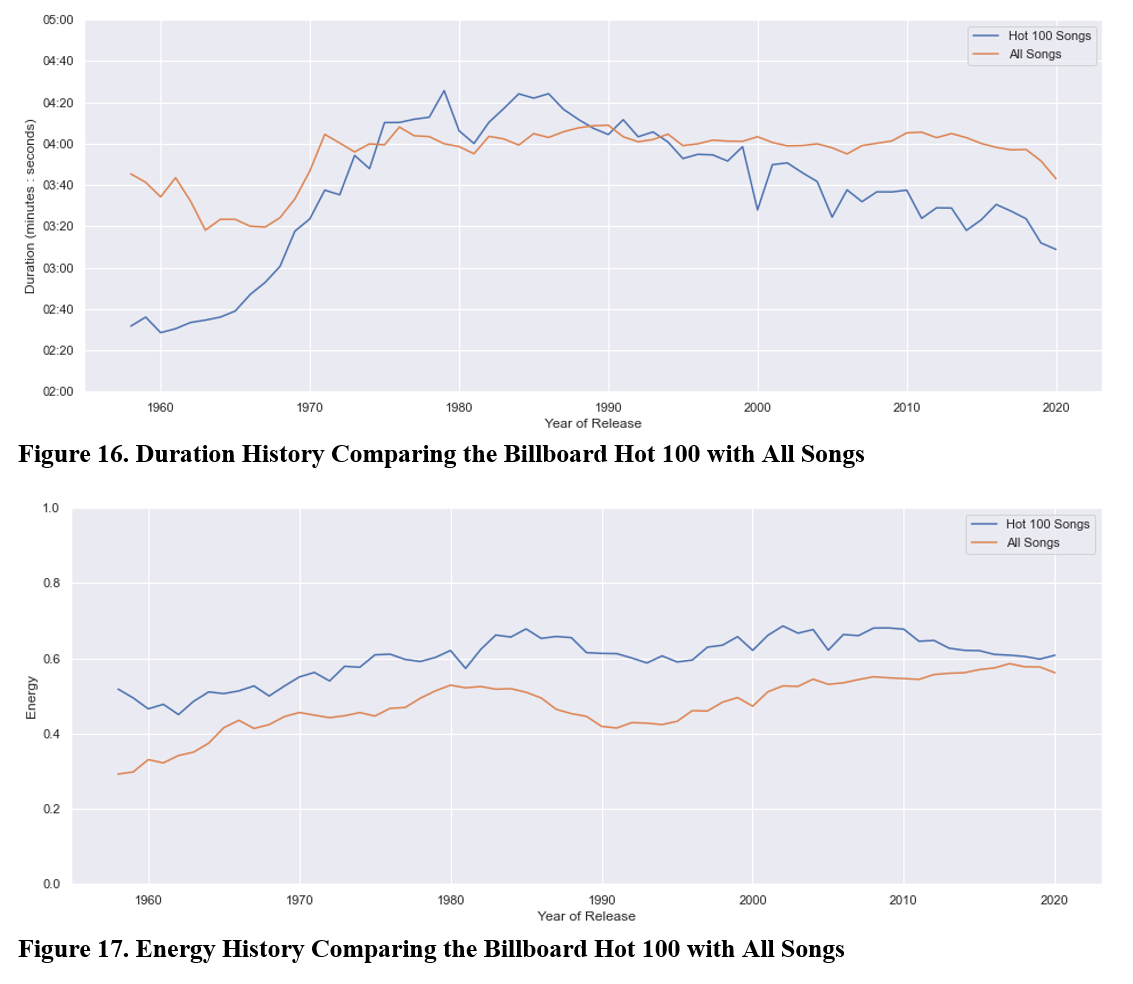 05:00
04:40
04:20
04:00
03:40
03:20
03:00
02:40
02:20
02:00
Duration (minutes : seconds)
Hot 100 Songs
All Songs
1960 1970 1980 1990 2000 2010 2020
Year of Release
Figure 16. Duration History Comparing the Billboard Hot 100 with All Songs
1.0
0.8
0.6
0.4
0.2
0.0
Energy
Hot 100 Songs
All Songs
1960 1970 1980 1990 2000 2010 2020
Year of Release
Figure 17. Energy History Comparing the Billboard Hot 100 with All Songs